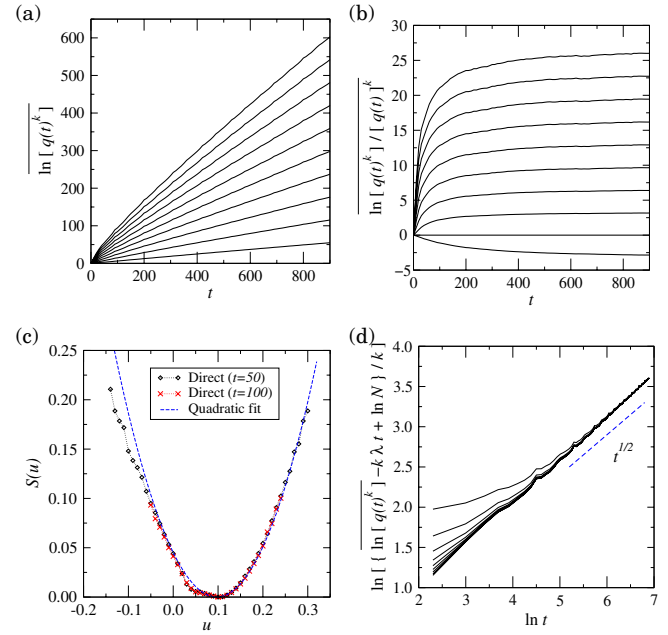 (a)
(b)
ln [ q(t)^k ]
600
500
400
300
200
100
0
0 200 400 600 800
t
ln [ q(t)^k ] / [ q(t) ]^k
30
25
20
15
10
5
0
−5
0 200 400 600 800
t
(c)
(d)
S(u)
0.25
0.20
0.15
0.10
0.05
0.00
-0.2 -0.1 0.0 0.1 0.2 0.3
u
Direct (t=50)
Direct (t=100)
Quadratic fit
ln [ { ln [ q(t)^k ] −k λ t + ln N } / k ]
4.0
3.5
3.0
2.5
2.0
1.5
1.0
2 3 4 5 6 7
ln t
t^1/2